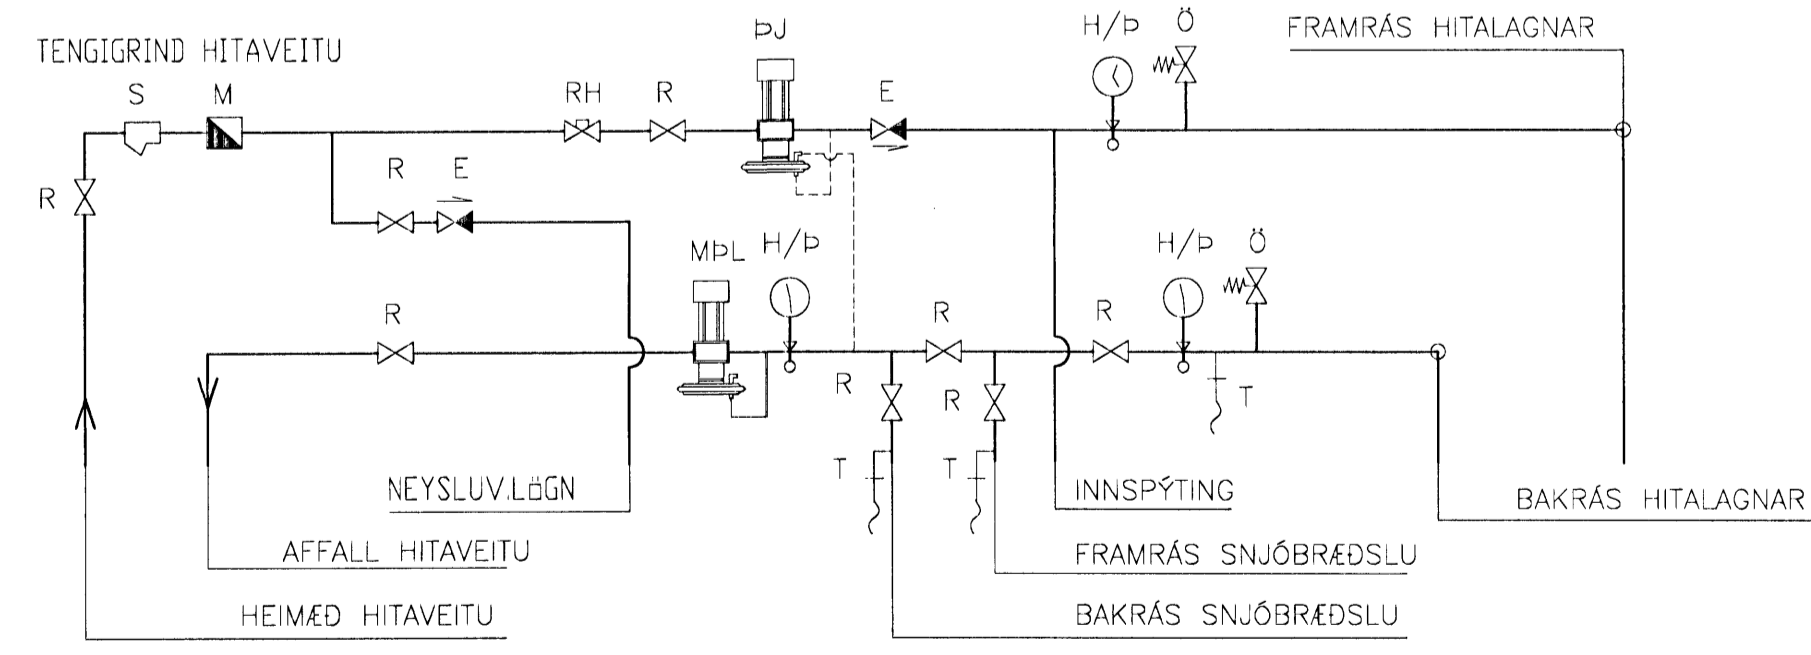 ÞJ
H/Þ
Ö
FRAMRÁS HITALAGNAR
TENGIGRIND HITAVEITU
S
M
RH
R
E
R
R
E
MÞL
H/Þ
H/Þ
Ö
R
R
R
R
R
T
T
T
NEYSLUV.LÖGN
INNSPÝTING
BAKRÁS HITALAGNAR
AFFALL HITAVEITU
FRAMRÁS SNJÓBRÆÐSLU
HEIMÆÐ HITAVEITU
BAKRÁS SNJÓBRÆÐSLU